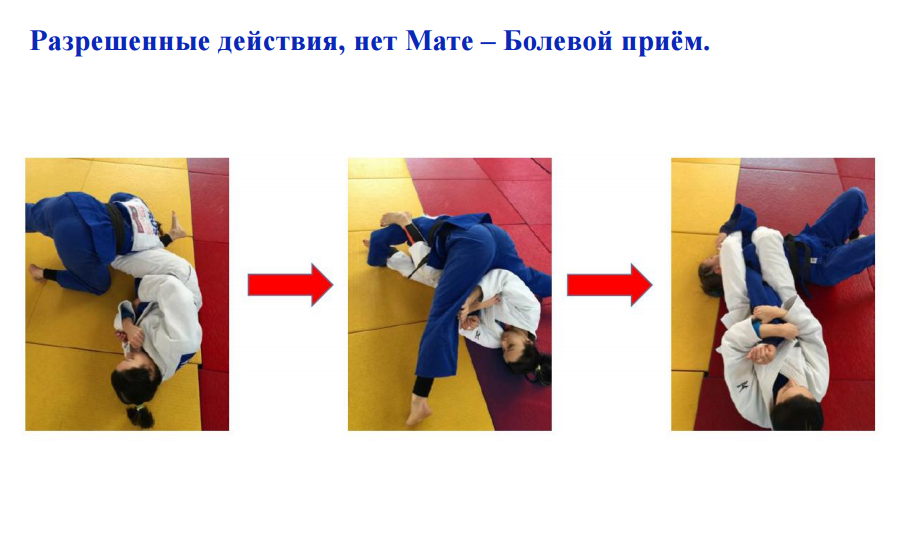 Разрешенные действия, нет Мате – Болевой приём.